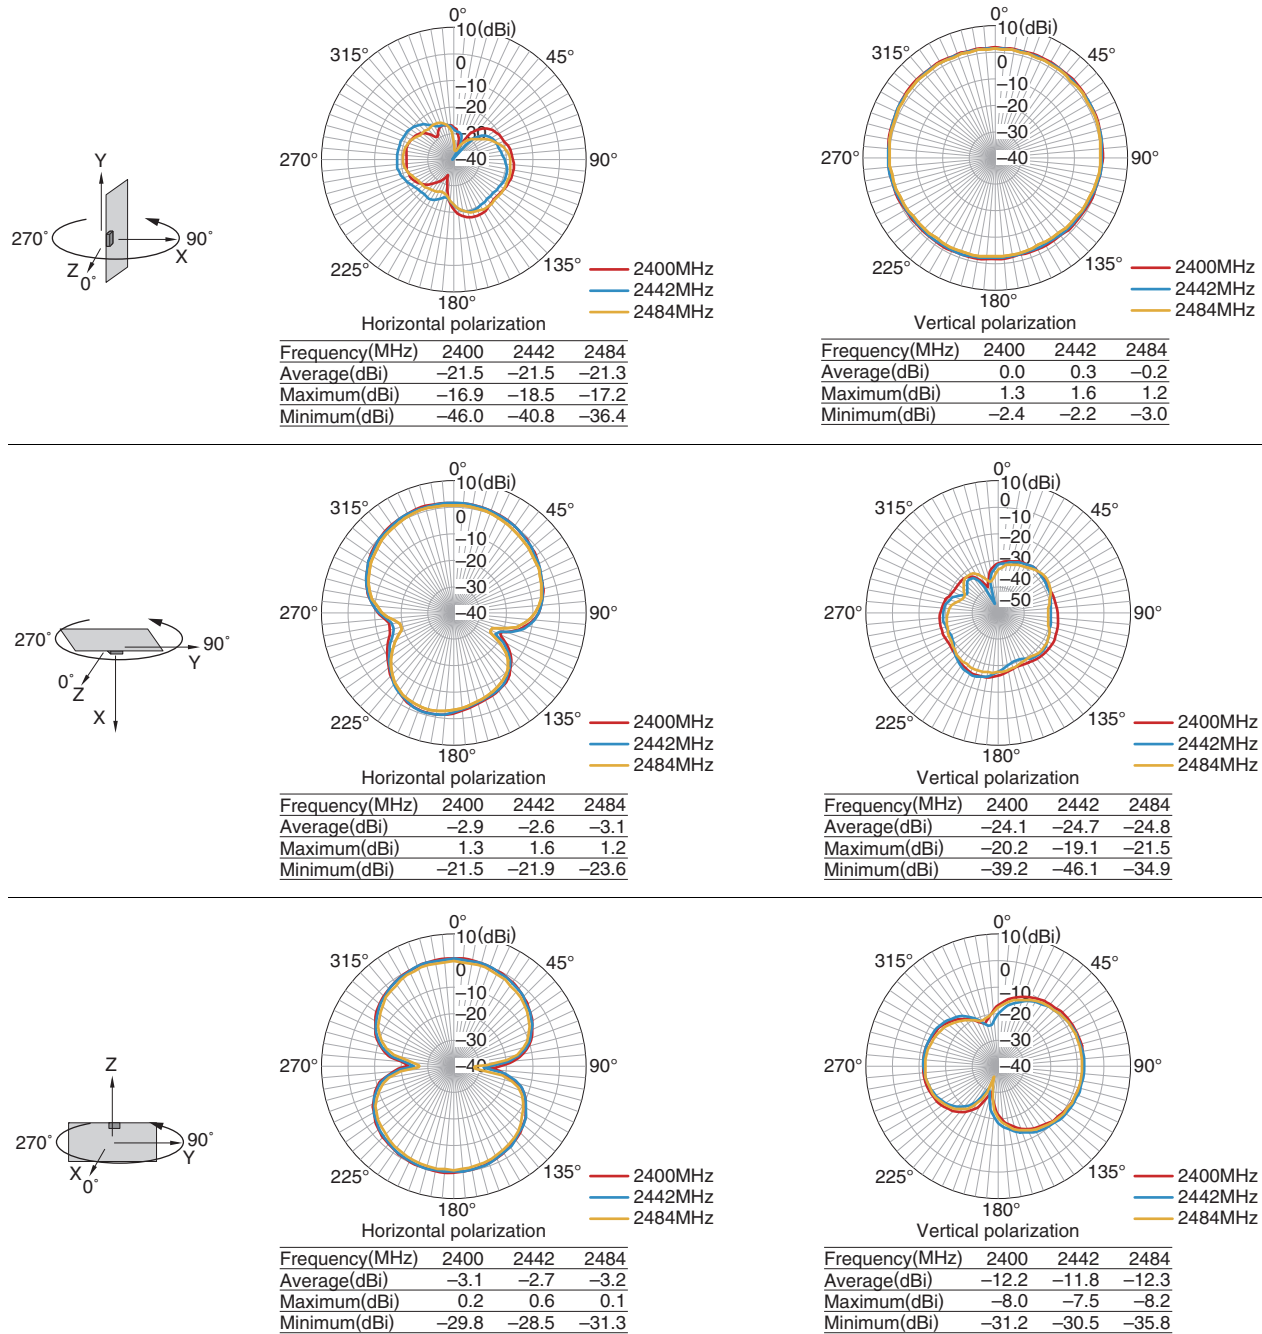 Y
270° 90°
X
Z
0°
0°
10(dBi)
315° 45°
0
−10
−20
−30
270° −40 90°
225° 135°
180°
2400MHz
2442MHz
2484MHz
Horizontal polarization
Frequency(MHz) 2400 2442 2484
Average(dBi) −21.5 −21.5 −21.3
Maximum(dBi) −16.9 −18.5 −17.2
Minimum(dBi) −46.0 −40.8 −36.4
0°
10(dBi)
315° 45°
0
−10
−20
−30
270° −40 90°
225° 135°
180°
2400MHz
2442MHz
2484MHz
Vertical polarization
Frequency(MHz) 2400 2442 2484
Average(dBi) 0.0 0.3 −0.2
Maximum(dBi) 1.3 1.6 1.2
Minimum(dBi) −2.4 −2.2 −3.0
270° 90°
Y
0°
Z
X
0°
10(dBi)
315° 45°
0
−10
−20
−30
270° −40 90°
225° 135°
180°
2400MHz
2442MHz
2484MHz
Horizontal polarization
Frequency(MHz) 2400 2442 2484
Average(dBi) −2.9 −2.6 −3.1
Maximum(dBi) 1.3 1.6 1.2
Minimum(dBi) −21.5 −21.9 −23.6
0°
10(dBi)
0
315° 45°
−10
−20
−30
−40
−50
270° 90°
225° 135°
180°
2400MHz
2442MHz
2484MHz
Vertical polarization
Frequency(MHz) 2400 2442 2484
Average(dBi) −24.1 −24.7 −24.8
Maximum(dBi) −20.2 −19.1 −21.5
Minimum(dBi) −39.2 −46.1 −34.9
Z
270° 90°
Y
X
0°
0°
10(dBi)
315° 45°
0
−10
−20
−30
270° −40 90°
225° 135°
180°
2400MHz
2442MHz
2484MHz
Horizontal polarization
Frequency(MHz) 2400 2442 2484
Average(dBi) −3.1 −2.7 −3.2
Maximum(dBi) 0.2 0.6 0.1
Minimum(dBi) −29.8 −28.5 −31.3
0°
10(dBi)
315° 45°
0
−10
−20
−30
270° −40 90°
225° 135°
180°
2400MHz
2442MHz
2484MHz
Vertical polarization
Frequency(MHz) 2400 2442 2484
Average(dBi) −12.2 −11.8 −12.3
Maximum(dBi) −8.0 −7.5 −8.2
Minimum(dBi) −31.2 −30.5 −35.8